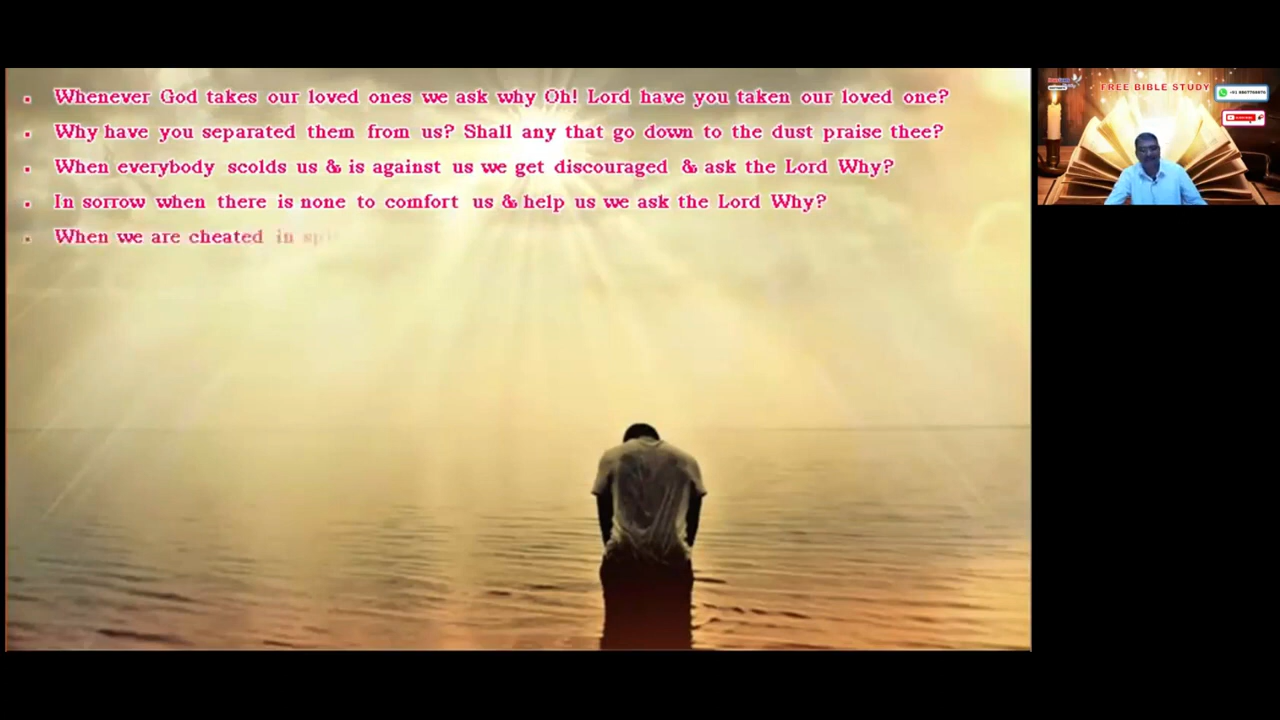 Whenever God takes our loved ones we ask why Oh! Lord have you taken our loved one?
Why have you separated them from us? Shall any that go down to the dust praise thee?
When everybody scolds us & is against us we get discouraged & ask the Lord Why?
In sorrow when there is none to comfort us & help us we ask the Lord Why?
When we are cheated in
FREE BIBLE STUDY